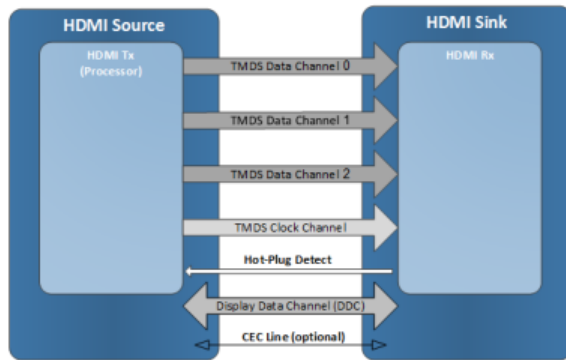 HDMI Source
HDMI Sink
HDMI Tx
(Processor)
HDMI Rx
TMDS Data Channel 0
TMDS Data Channel 1
TMDS Data Channel 2
TMDS Clock Channel
Hot-Plug Detect
Display Data Channel (DDC)
CEC Line (optional)